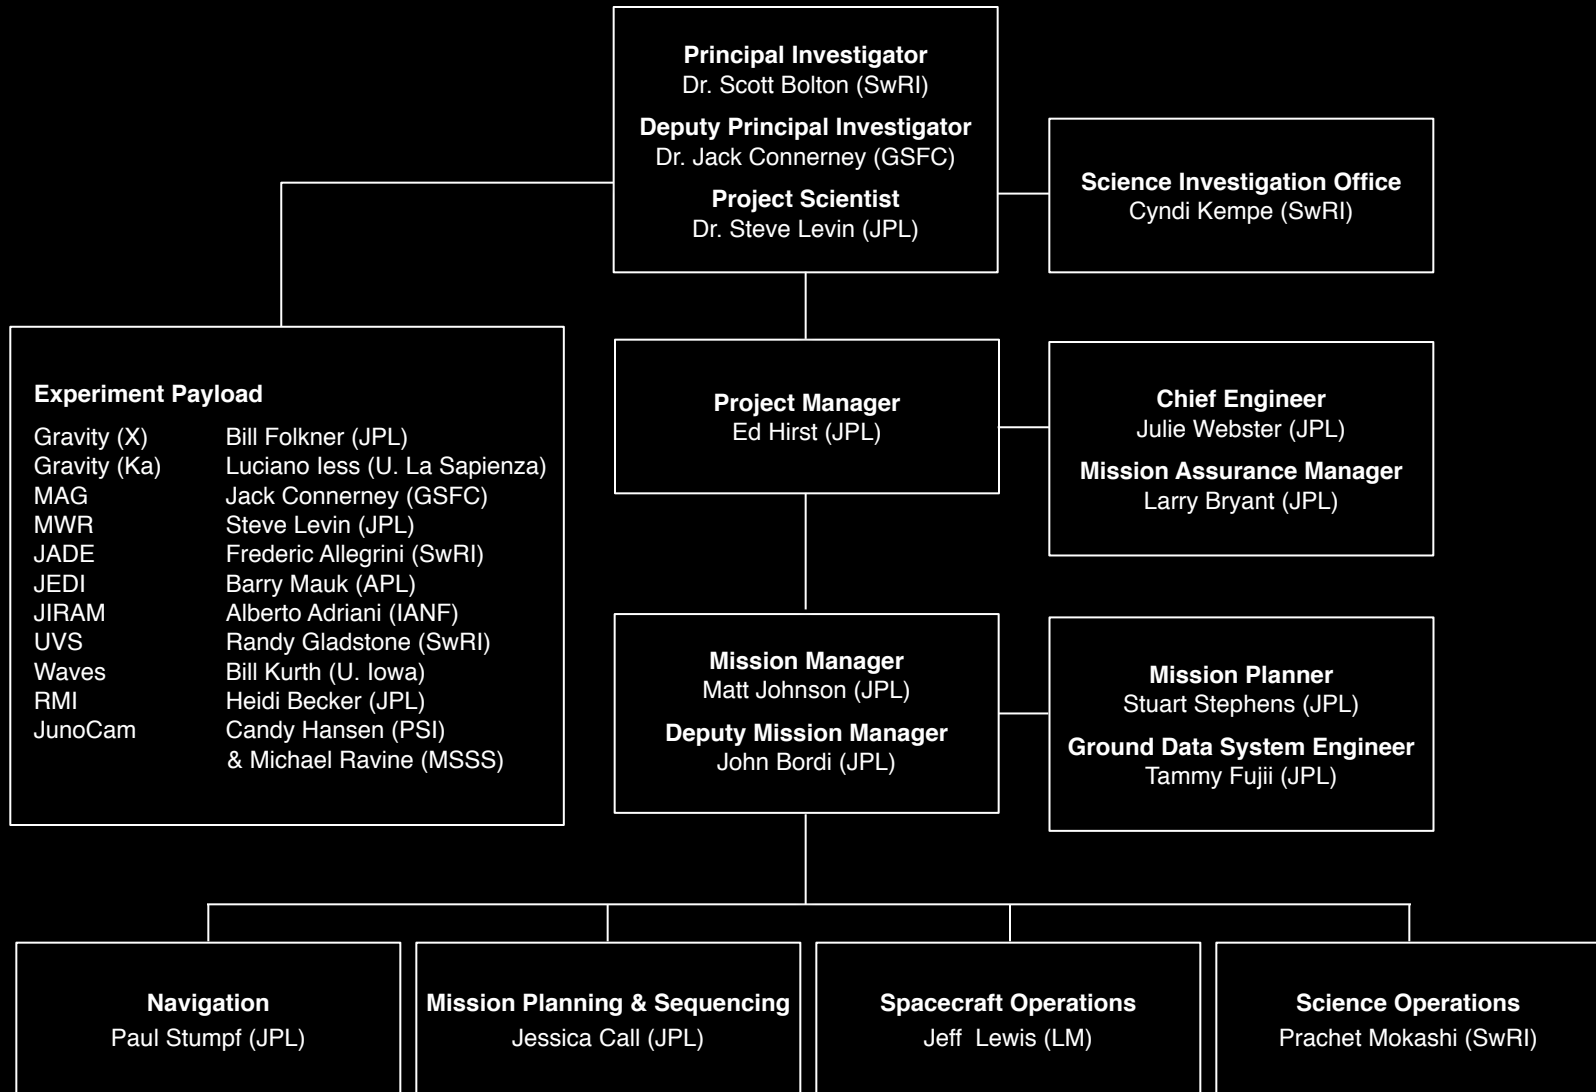 Principal Investigator
Dr. Scott Bolton (SwRI)
Deputy Principal Investigator
Dr. Jack Connerney (GSFC)
Project Scientist
Dr. Steve Levin (JPL)
Science Investigation Office
Cyndi Kempe (SwRI)
Experiment Payload
Gravity (X) Bill Folkner (JPL)
Gravity (Ka) Luciano Iess (U. La Sapienza)
MAG Jack Connerney (GSFC)
MWR Steve Levin (JPL)
JADE Frederic Allegrini (SwRI)
JEDI Barry Mauk (APL)
JIRAM Alberto Adriani (IANF)
UVS Randy Gladstone (SwRI)
Waves Bill Kurth (U. Iowa)
RMI Heidi Becker (JPL)
JunoCam Candy Hansen (PSI)
& Michael Ravine (MSSS)
Project Manager
Ed Hirst (JPL)
Chief Engineer
Julie Webster (JPL)
Mission Assurance Manager
Larry Bryant (JPL)
Mission Manager
Matt Johnson (JPL)
Deputy Mission Manager
John Bordi (JPL)
Mission Planner
Stuart Stephens (JPL)
Ground Data System Engineer
Tammy Fujii (JPL)
Navigation
Paul Stumpf (JPL)
Mission Planning & Sequencing
Jessica Call (JPL)
Spacecraft Operations
Jeff Lewis (LM)
Science Operations
Prachet Mokashi (SwRI)